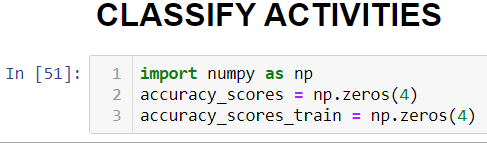 CLASSIFY ACTIVITIES
In [51]:
1 import numpy as np
2 accuracy_scores = np.zeros(4)
3 accuracy_scores_train = np.zeros(4)